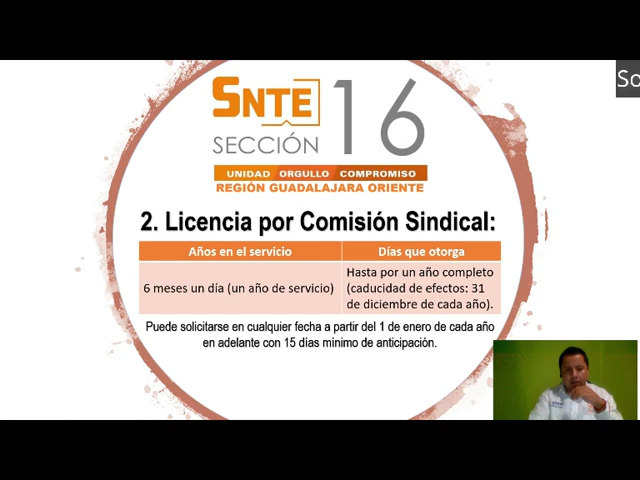 So
SNTE
SECCIÓN 16
UNIDAD ORGULLO COMPROMISO
REGIÓN GUADALAJARA ORIENTE
2. Licencia por Comisión Sindical:
Años en el servicio
Días que otorga
6 meses un día (un año de servicio)
Hasta por un año completo
(caducidad de efectos: 31
de diciembre de cada año).
Puede solicitarse en cualquier fecha a partir del 1 de enero de cada año
en adelante con 15 días minimo de anticipación.